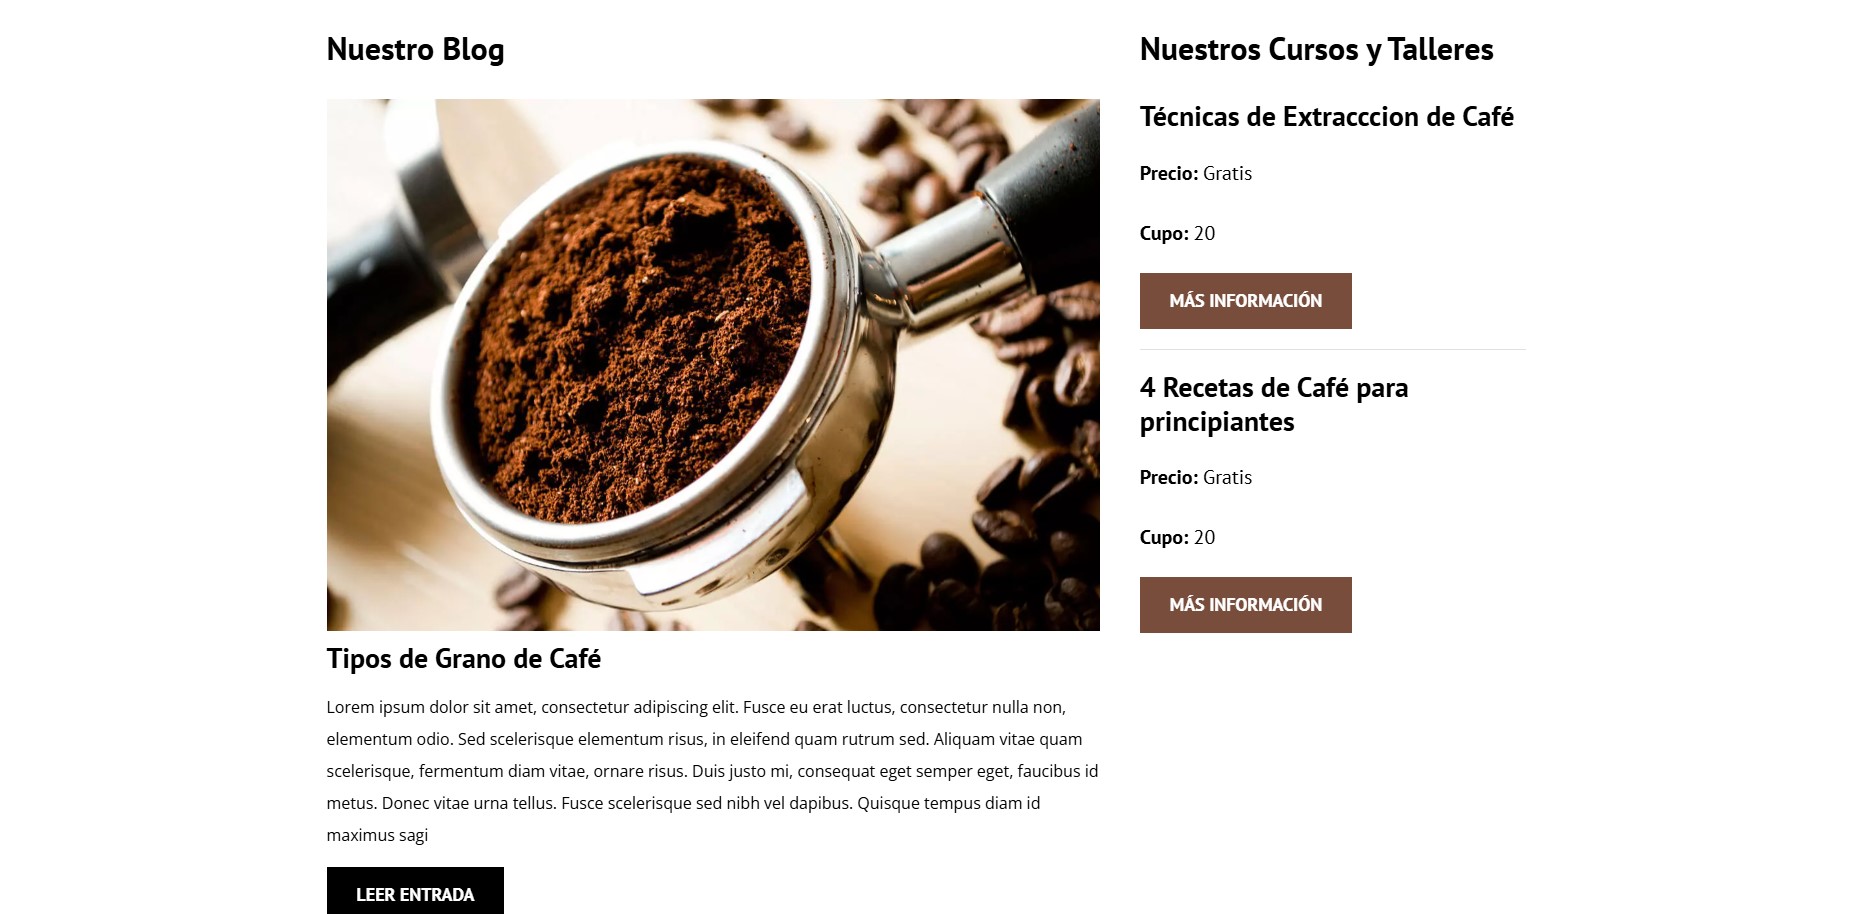 Nuestro Blog
Tipos de Grano de Café
Lorem ipsum dolor sit amet, consectetur adipiscing elit. Fusce eu erat luctus, consectetur nulla non,
elementum odio. Sed scelerisque elementum risus, in eleifend quam rutrum sed. Aliquam vitae quam
scelerisque, fermentum diam vitae, ornare risus. Duis justo mi, consequat eget semper eget, faucibus id
metus. Donec vitae urna tellus. Fusce scelerisque sed nibh vel dapibus. Quisque tempus diam id
maximus sagi
LEER ENTRADA
Nuestros Cursos y Talleres
Técnicas de Extracccion de Café
Precio: Gratis
Cupo: 20
MÁS INFORMACIÓN
4 Recetas de Café para
principiantes
Precio: Gratis
Cupo: 20
MÁS INFORMACIÓN